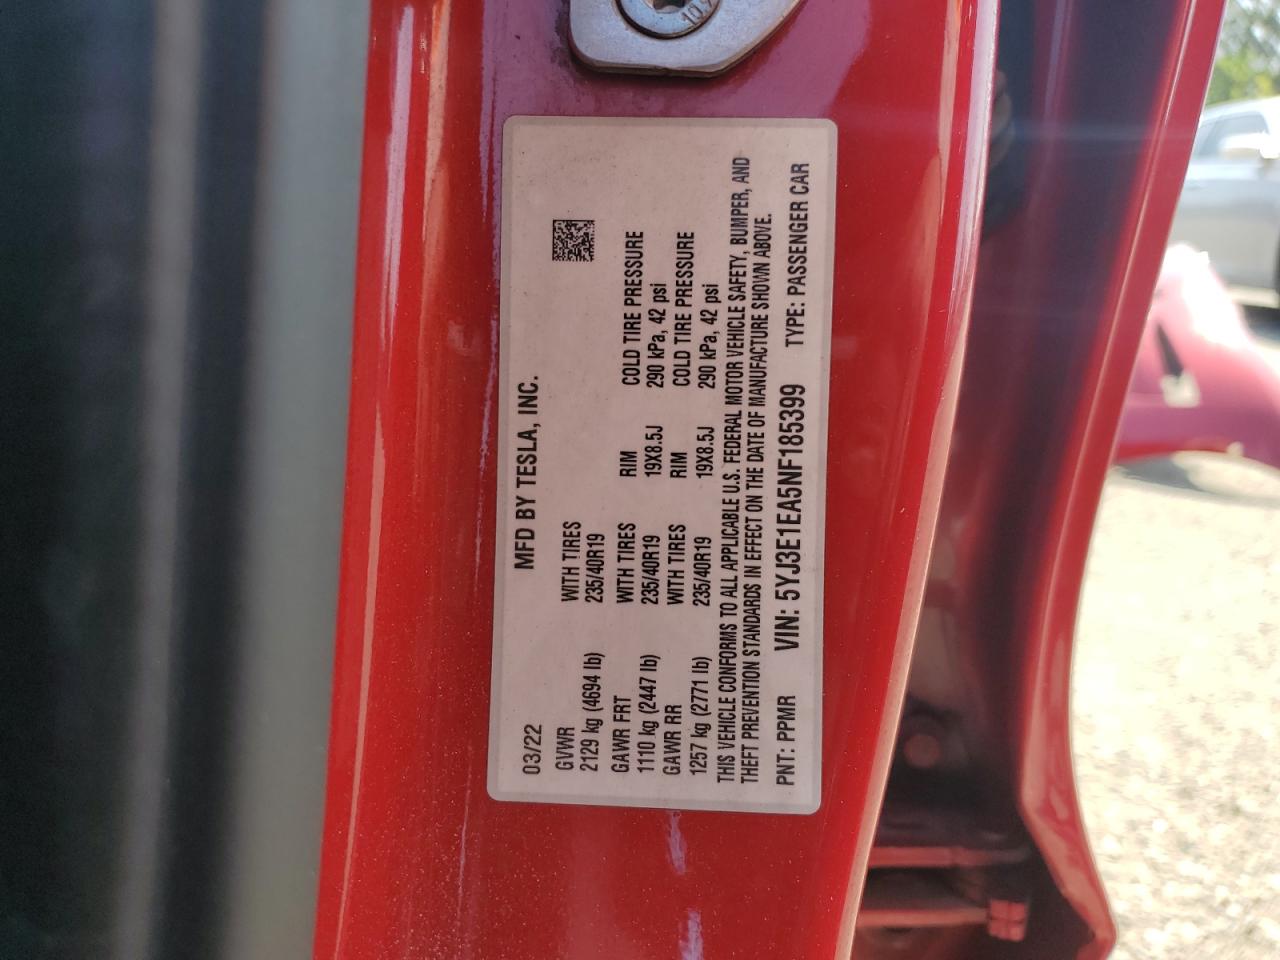 10.9
MFD BY TESLA, INC.
03/22
GVWR WITH TIRES
2129 kg (4694 lb) 235/40R19
GAWR FRT WITH TIRES RIM COLD TIRE PRESSURE
1110 kg (2447 lb) 235/40R19 19X8.5J 290 kPa, 42 psi
GAWR RR WITH TIRES RIM COLD TIRE PRESSURE
1257 kg (2771 lb) 235/40R19 19X8.5J 290 kPa, 42 psi
THIS VEHICLE CONFORMS TO ALL APPLICABLE U.S. FEDERAL MOTOR VEHICLE SAFETY, BUMPER, AND
THEFT PREVENTION STANDARDS IN EFFECT ON THE DATE OF MANUFACTURE SHOWN ABOVE.
PNT: PPMR VIN: 5YJ3E1EA5NF185399 TYPE: PASSENGER CAR